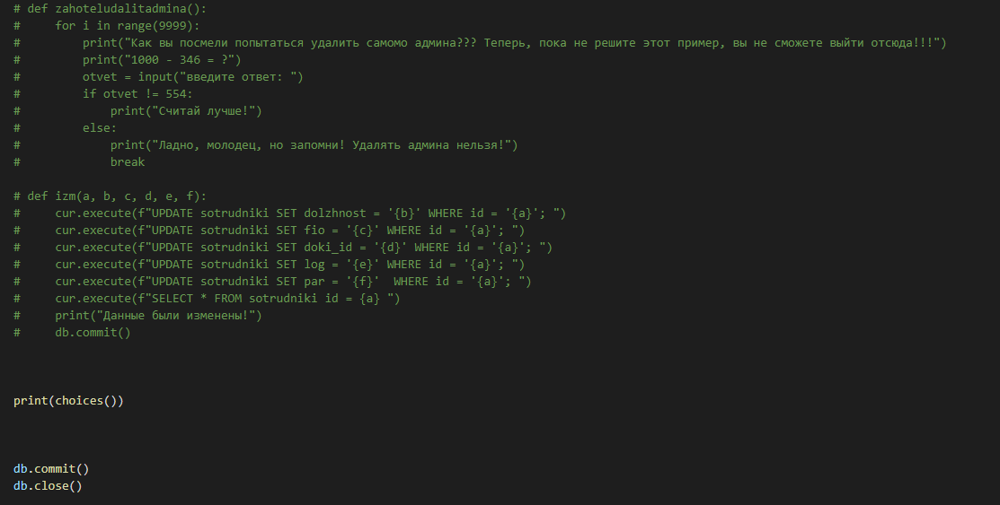 # def zahoteludalitadmina():
#     for i in range(9999):
#         print("Как вы посмели попытаться удалить самомо админа??? Теперь, пока не решите этот пример, вы не сможете выйти отсюда!!!")
#         print("1000 - 346 = ?")
#         otvet = input("введите ответ: ")
#         if otvet != 554:
#             print("Считай лучше!")
#         else:
#             print("Ладно, молодец, но запомни! Удалять админа нельзя!")
#             break
# def izm(a, b, c, d, e, f):
#     cur.execute(f"UPDATE sotrudniki SET dolzhnost = '{b}' WHERE id = '{a}'; ")
#     cur.execute(f"UPDATE sotrudniki SET fio = '{c}' WHERE id = '{a}'; ")
#     cur.execute(f"UPDATE sotrudniki SET doki_id = '{d}' WHERE id = '{a}'; ")
#     cur.execute(f"UPDATE sotrudniki SET log = '{e}' WHERE id = '{a}'; ")
#     cur.execute(f"UPDATE sotrudniki SET par = '{f}'  WHERE id = '{a}'; ")
#     cur.execute(f"SELECT * FROM sotrudniki id = {a} ")
#     print("Данные были изменены!")
#     db.commit()
print(choices())
db.commit()
db.close()